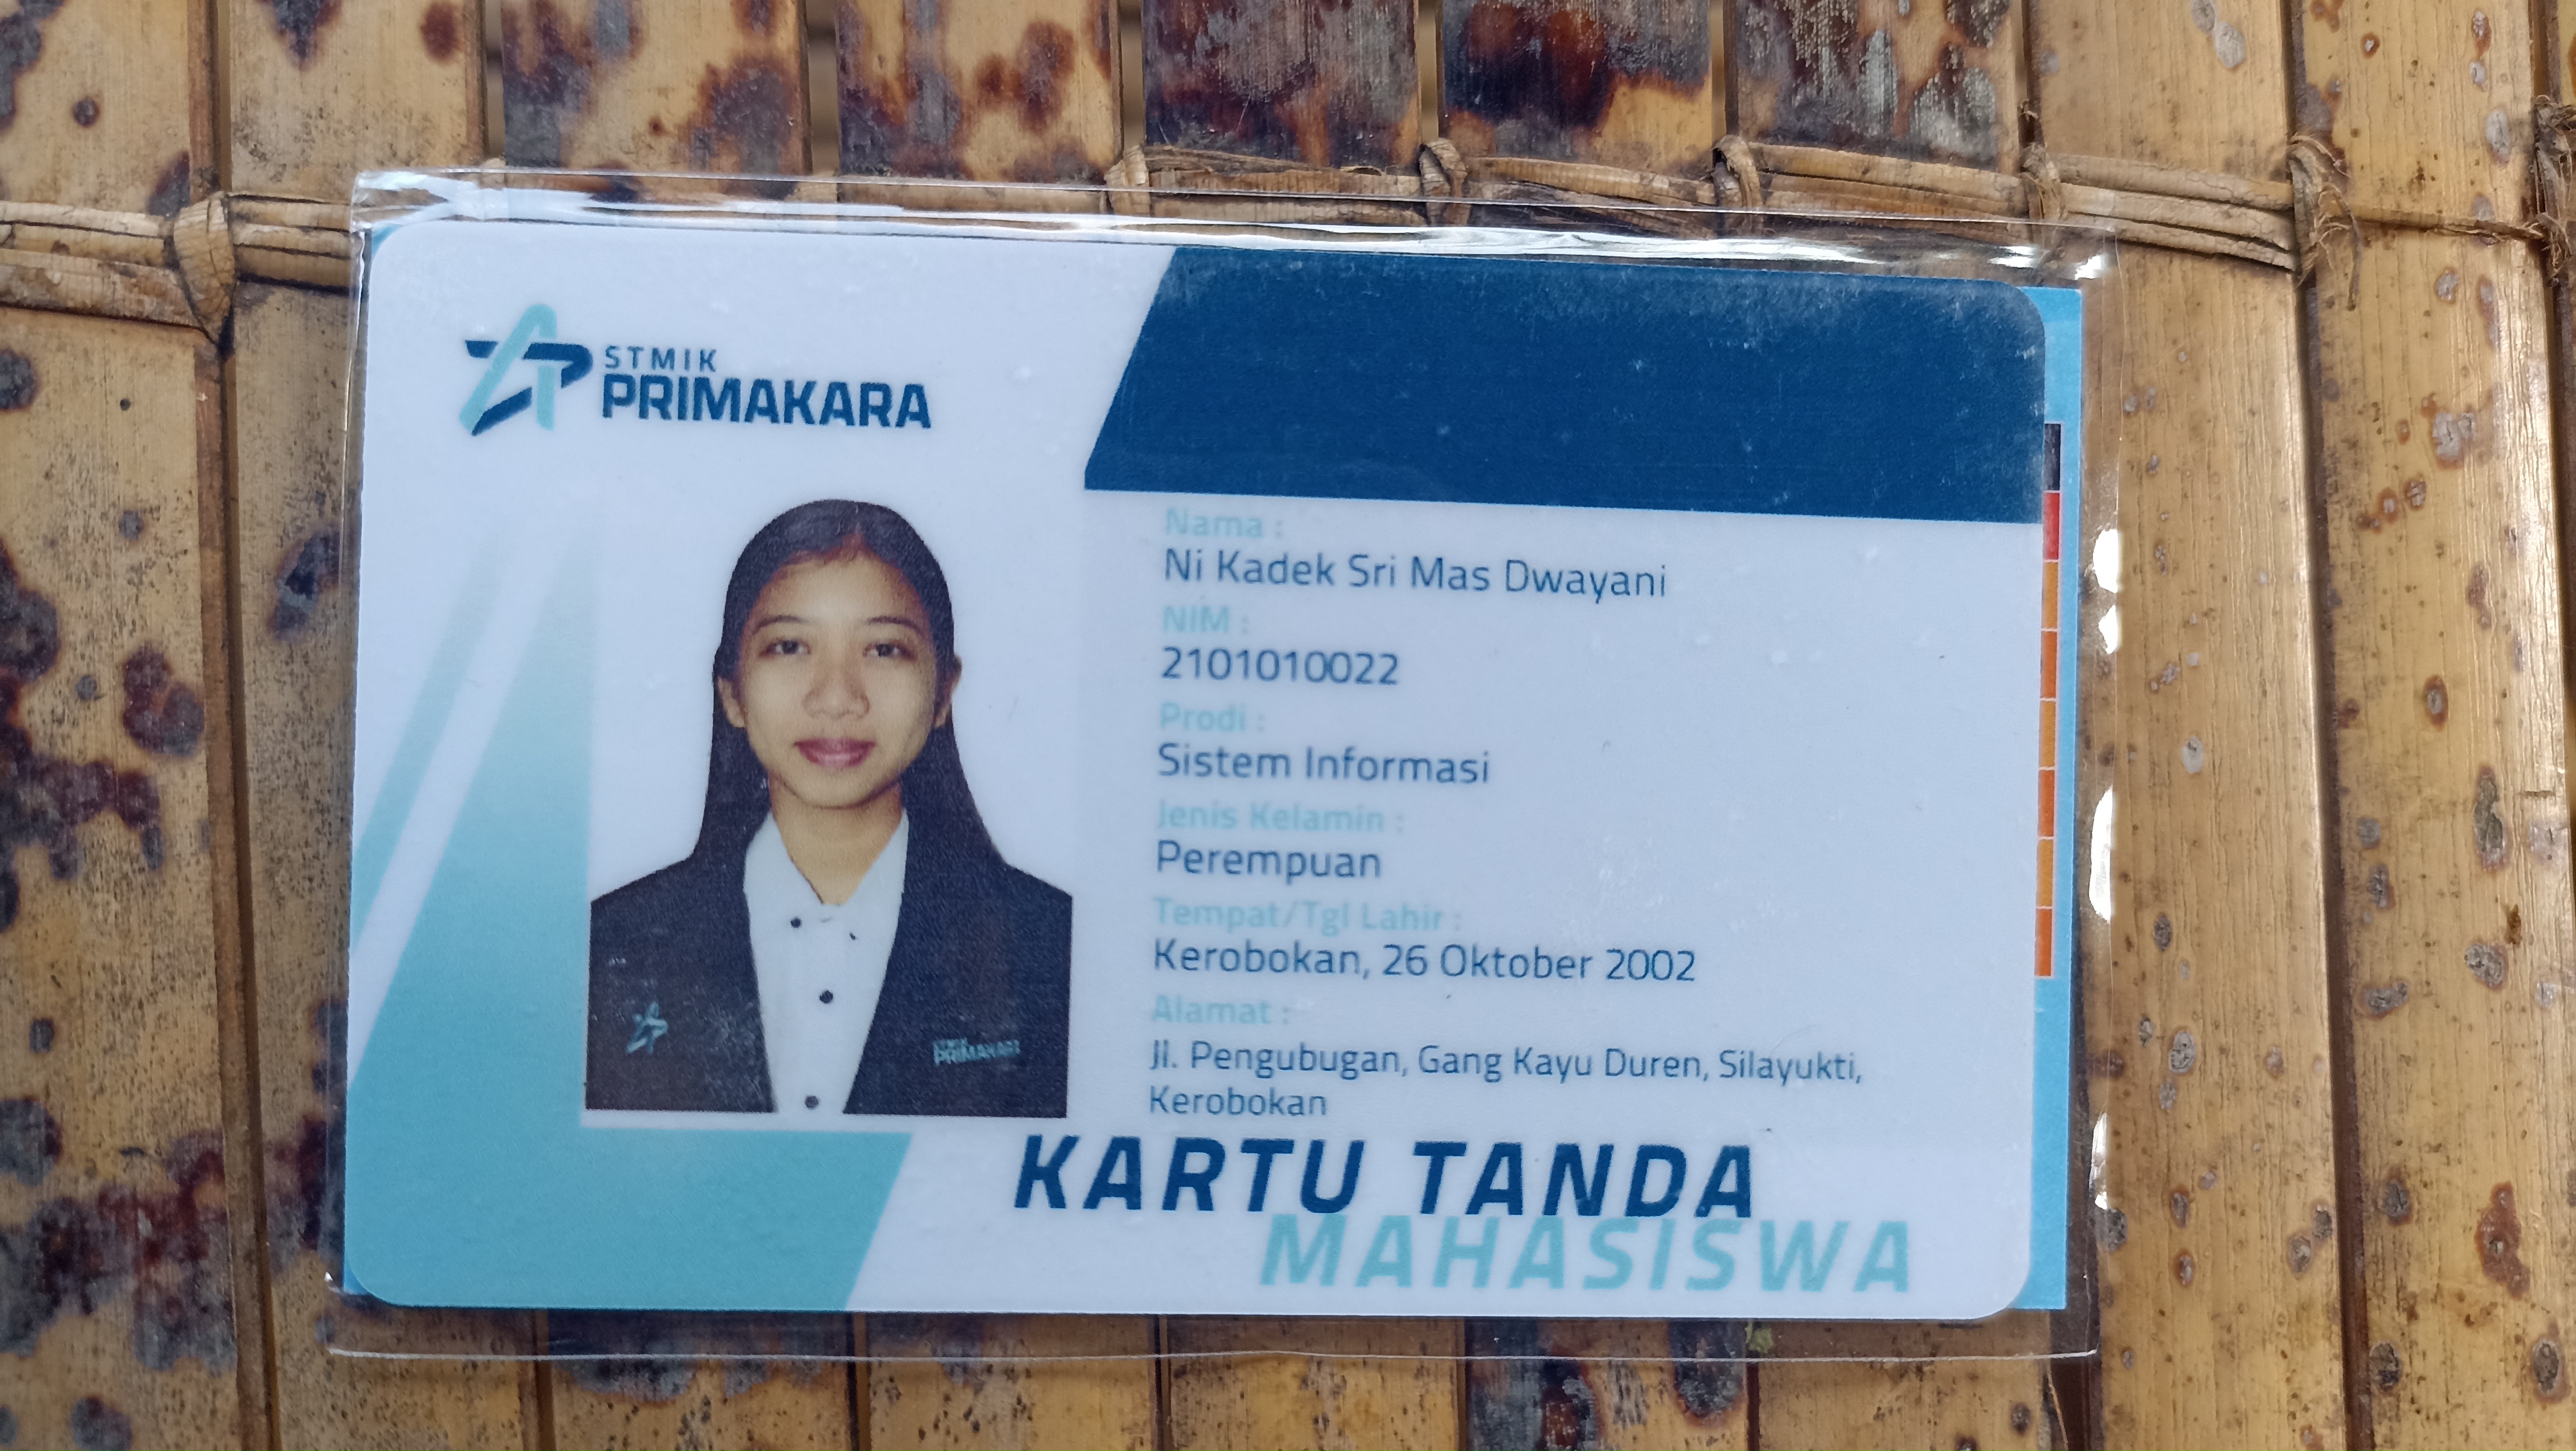 STMIK
PRIMAKARA
Nama :
Ni Kadek Sri Mas Dwayani
NIM :
2101010022
Prodi :
Sistem Informasi
Jenis Kelamin :
Perempuan
Tempat/Tgl Lahir :
Kerobokan, 26 Oktober 2002
Alamat :
Jl. Pengubugan, Gang Kayu Duren, Silayukti,
Kerobokan
STMIK
PRIMAKARA
KARTU TANDA
MAHASISWA